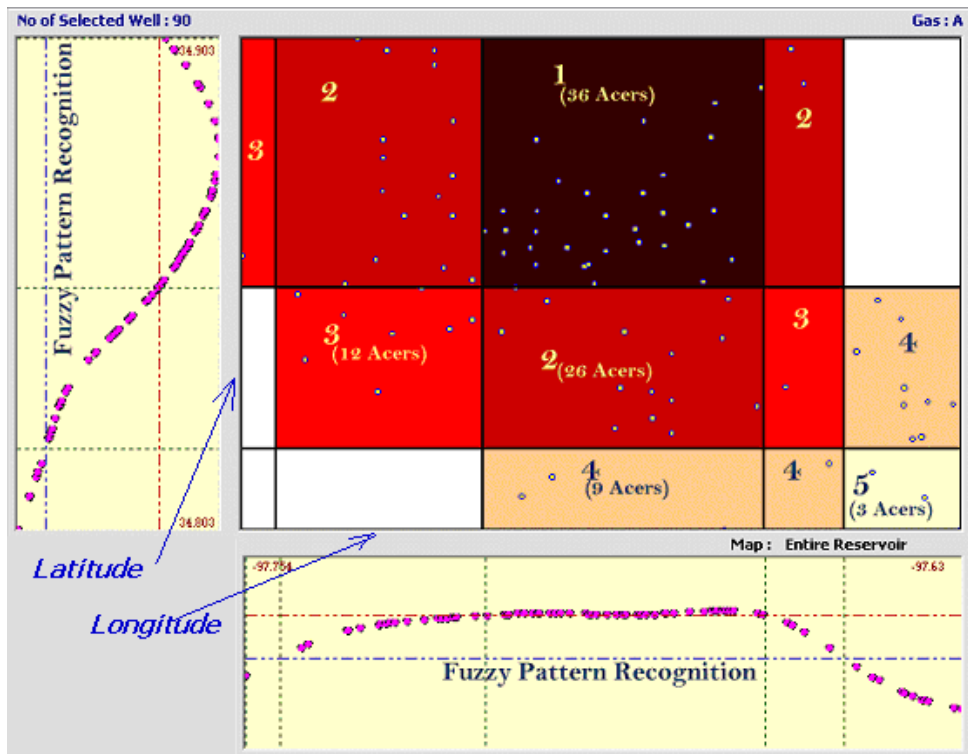 No of Selected Well : 90
Gas : A
34.903
Fuzzy Pattern Recognition
34.803
3
2
1
(36 Acers)
2
3
(12 Acers)
2
(26 Acers)
3
4
4
(9 Acers)
4
5
(3 Acers)
Latitude
Longitude
Map : Entire Reservoir
-97.754
-97.63
Fuzzy Pattern Recognition